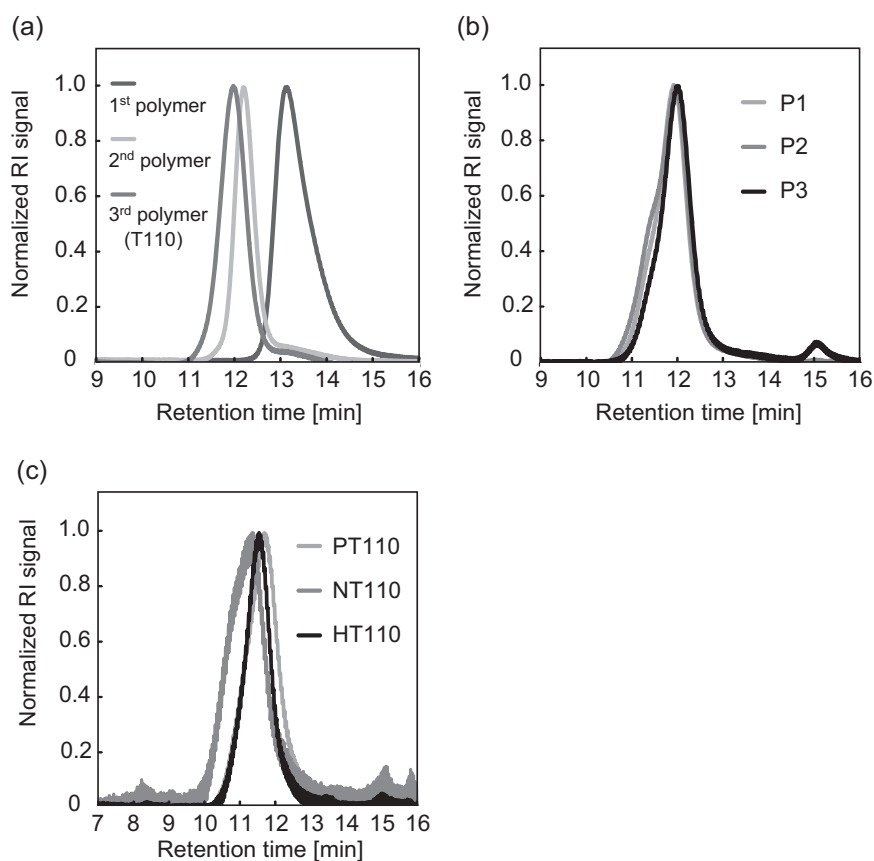 (a)
Normalized RI signal
1.0
0.8
0.6
0.4
0.2
0
1st polymer
2nd polymer
3rd polymer
(T110)
9 10 11 12 13 14 15 16
Retention time [min]
(b)
Normalized RI signal
1.0
0.8
0.6
0.4
0.2
0
P1
P2
P3
9 10 11 12 13 14 15 16
Retention time [min]
(c)
Normalized RI signal
1.0
0.8
0.6
0.4
0.2
0
PT110
NT110
HT110
7 8 9 10 11 12 13 14 15 16
Retention time [min]